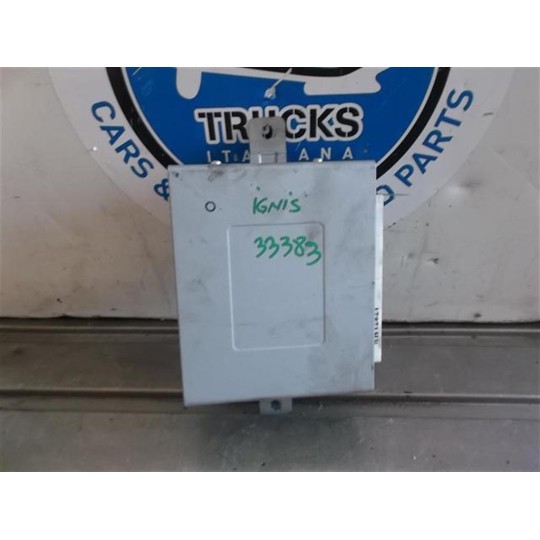 TRUCKS
ITALIANA
CARS &
PARTS
iGNiS
33383